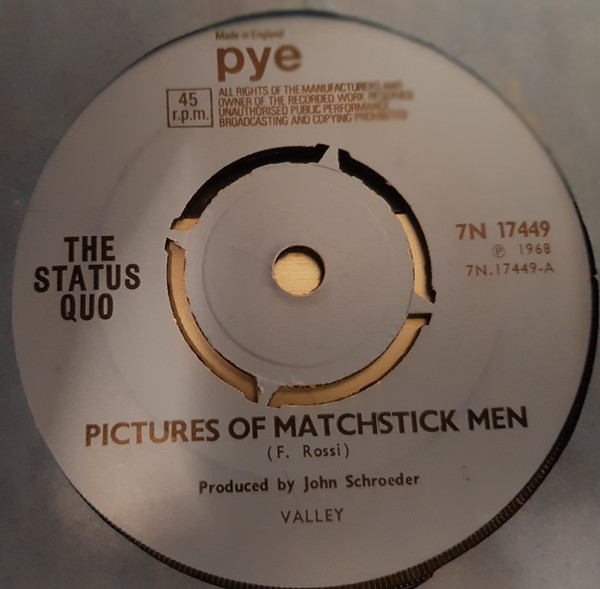 Made in England
pye
45
r.p.m.
ALL RIGHTS OF THE MANUFACTURERS AND
OWNER OF THE RECORDED WORK RESERVED
UNAUTHORISED PUBLIC PERFORMANCE
BROADCASTING AND COPYING PROHIBITED
THE
STATUS
QUO
7N 17449
℗ 1968
7N.17449-A
PICTURES OF MATCHSTICK MEN
(F. Rossi)
Produced by John Schroeder
VALLEY